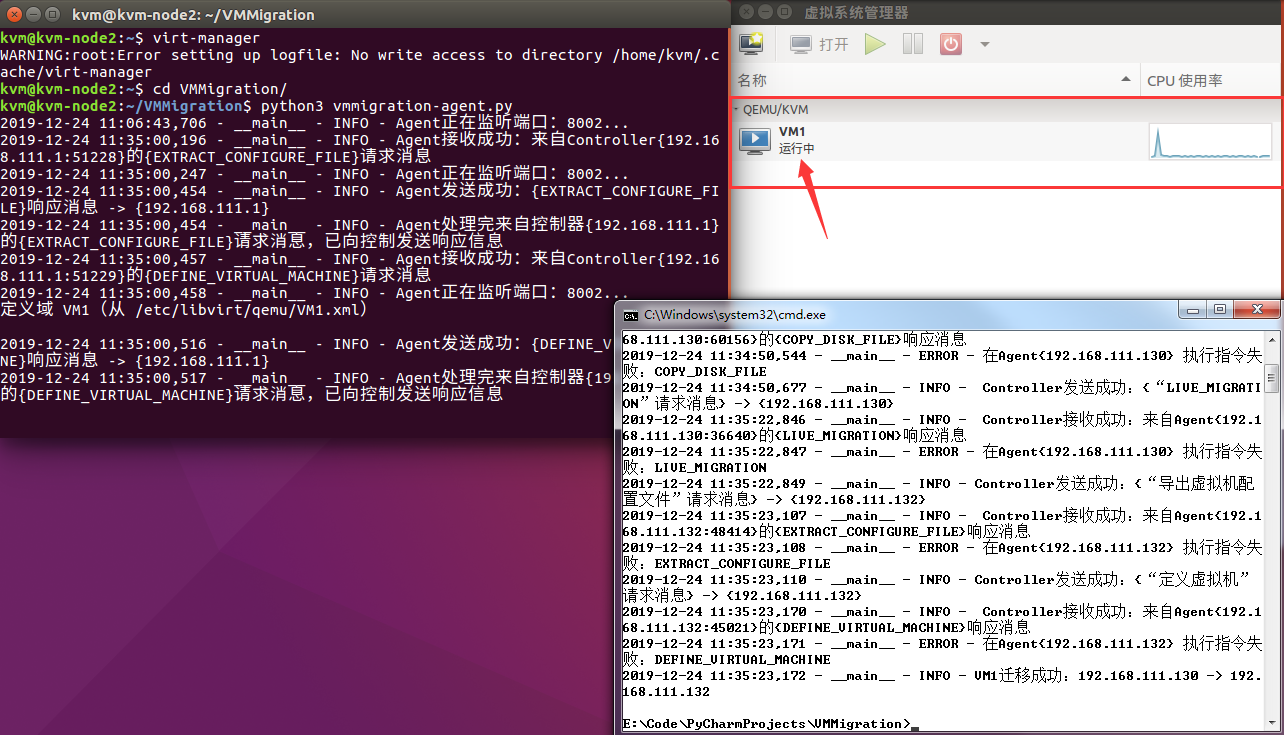 kvm@kvm-node2: ~/VMMigration
kvm@kvm-node2:~$ virt-manager
WARNING:root:Error setting up logfile: No write access to directory /home/kvm/.c
ache/virt-manager
kvm@kvm-node2:~$ cd VMMigration/
kvm@kvm-node2:~/VMMigration$ python3 vmmigration-agent.py
2019-12-24 11:06:43,706 - __main__ - INFO - Agent正在监听端口: 8002...
2019-12-24 11:35:00,196 - __main__ - INFO - Agent接收成功: 来自Controller{192.16
8.111.1:51228}的{EXTRACT_CONFIGURE_FILE}请求消息
2019-12-24 11:35:00,247 - __main__ - INFO - Agent正在监听端口: 8002...
2019-12-24 11:35:00,454 - __main__ - INFO - Agent发送成功: {EXTRACT_CONFIGURE_FI
LE}响应消息 -> {192.168.111.1}
2019-12-24 11:35:00,454 - __main__ - INFO - Agent处理完来自控制器{192.168.111.1}
的{EXTRACT_CONFIGURE_FILE}请求消息, 已向控制发送响应信息
2019-12-24 11:35:00,457 - __main__ - INFO - Agent接收成功: 来自Controller{192.16
8.111.1:51229}的{DEFINE_VIRTUAL_MACHINE}请求消息
2019-12-24 11:35:00,458 - __main__ - INFO - Agent正在监听端口: 8002...
定义域 VM1（从 /etc/libvirt/qemu/VM1.xml）
2019-12-24 11:35:00,516 - __main__ - INFO - Agent发送成功: {DEFINE_V
NE}响应消息 -> {192.168.111.1}
2019-12-24 11:35:00,517 - __main__ - INFO - Agent处理完来自控制器{19
的{DEFINE_VIRTUAL_MACHINE}请求消息, 已向控制发送响应信息
虚拟系统管理器
打开
名称 CPU 使用率
QEMU/KVM
VM1
运行中
C:\Windows\system32\cmd.exe
68.111.130:60156}的{COPY_DISK_FILE}响应消息
2019-12-24 11:34:50,544 - __main__ - ERROR - 在Agent{192.168.111.130} 执行指令失
败: COPY_DISK_FILE
2019-12-24 11:34:50,677 - __main__ - INFO -  Controller发送成功: {“LIVE_MIGRATI
ON”请求消息} -> {192.168.111.130}
2019-12-24 11:35:22,846 - __main__ - INFO -  Controller接收成功: 来自Agent{192.1
68.111.130:36640}的{LIVE_MIGRATION}响应消息
2019-12-24 11:35:22,847 - __main__ - ERROR - 在Agent{192.168.111.130} 执行指令失
败: LIVE_MIGRATION
2019-12-24 11:35:22,849 - __main__ - INFO - Controller发送成功: {“导出虚拟机配
置文件”请求消息} -> {192.168.111.132}
2019-12-24 11:35:23,107 - __main__ - INFO -  Controller接收成功: 来自Agent{192.1
68.111.132:48414}的{EXTRACT_CONFIGURE_FILE}响应消息
2019-12-24 11:35:23,108 - __main__ - ERROR - 在Agent{192.168.111.132} 执行指令失
败: EXTRACT_CONFIGURE_FILE
2019-12-24 11:35:23,110 - __main__ - INFO - Controller发送成功: {“定义虚拟机”
请求消息} -> {192.168.111.132}
2019-12-24 11:35:23,170 - __main__ - INFO -  Controller接收成功: 来自Agent{192.1
68.111.132:45021}的{DEFINE_VIRTUAL_MACHINE}响应消息
2019-12-24 11:35:23,171 - __main__ - ERROR - 在Agent{192.168.111.132} 执行指令失
败: DEFINE_VIRTUAL_MACHINE
2019-12-24 11:35:23,172 - __main__ - INFO - VM1迁移成功: 192.168.111.130 -> 192.
168.111.132
E:\Code\PyCharmProjects\VMMigration>_